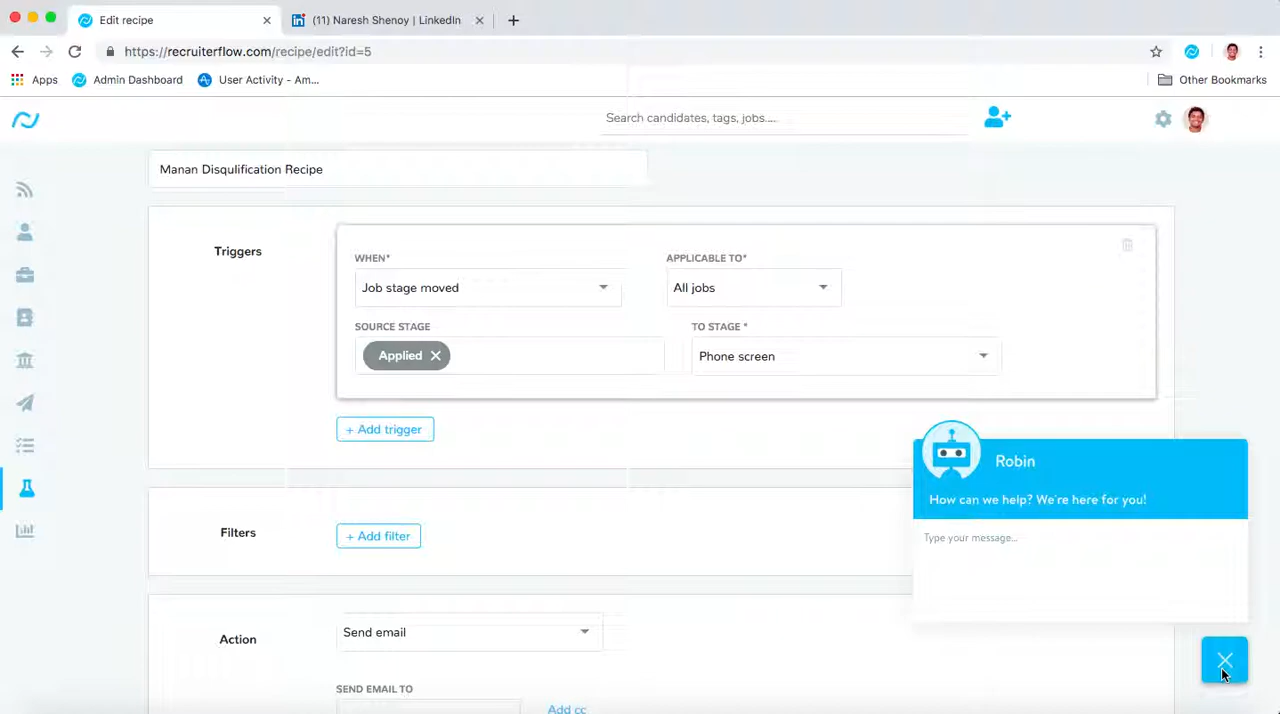 Edit recipe
(11) Naresh Shenoy | LinkedIn
https://recruiterflow.com/recipe/edit?id=5
Apps
Admin Dashboard
User Activity - Am...
Other Bookmarks
Search candidates, tags, jobs....
Manan Disqulification Recipe
Triggers
WHEN*
APPLICABLE TO*
Job stage moved
All jobs
SOURCE STAGE
TO STAGE *
Applied
Phone screen
+ Add trigger
Robin
How can we help? We're here for you!
Type your message...
Filters
+ Add filter
Action
Send email
SEND EMAIL TO
Add cc